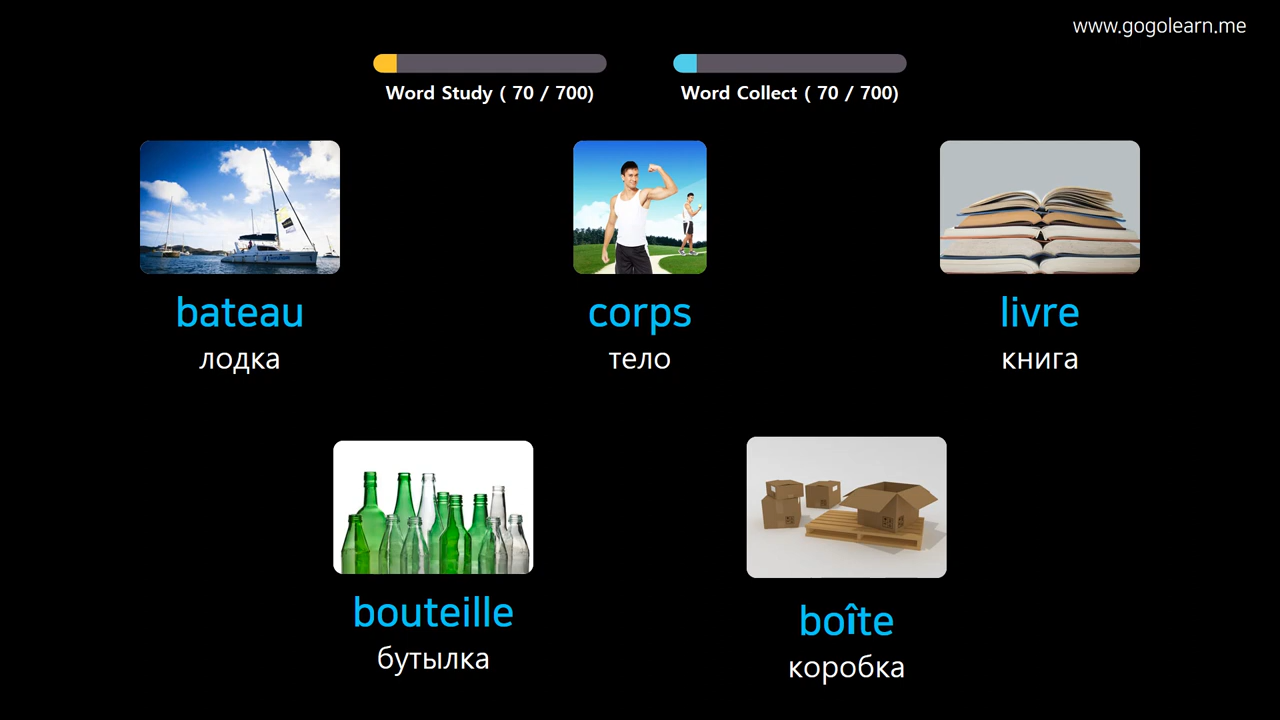 www.gogolearn.me
Word Study ( 70 / 700)
Word Collect ( 70 / 700)
bateau
лодка
corps
тело
livre
книга
bouteille
бутылка
boîte
коробка